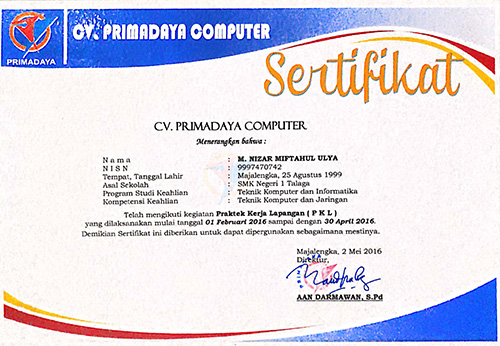 CV. PRIMADAYA COMPUTER
PRIMADAYA
Sertifikat
CV. PRIMADAYA COMPUTER
Menerangkan bahwa :
N a m a : M. NIZAR MIFTAHUL ULYA
N I S N : 9997470742
Tempat, Tanggal Lahir : Majalengka, 25 Agustus 1999
Asal Sekolah : SMK Negeri 1 Talaga
Program Studi Keahlian : Teknik Komputer dan Informatika
Kompetensi Keahlian : Teknik Komputer dan Jaringan
Telah mengikuti kegiatan Praktek Kerja Lapangan ( P K L )
yang dilaksanakan mulai tanggal 01 Februari 2016 sampai dengan 30 April 2016.
Demikian Sertifikat ini diberikan untuk dapat dipergunakan sebagaimana mestinya.
Majalengka, 2 Mei 2016
Direktur,
AAN DARMAWAN, S.Pd